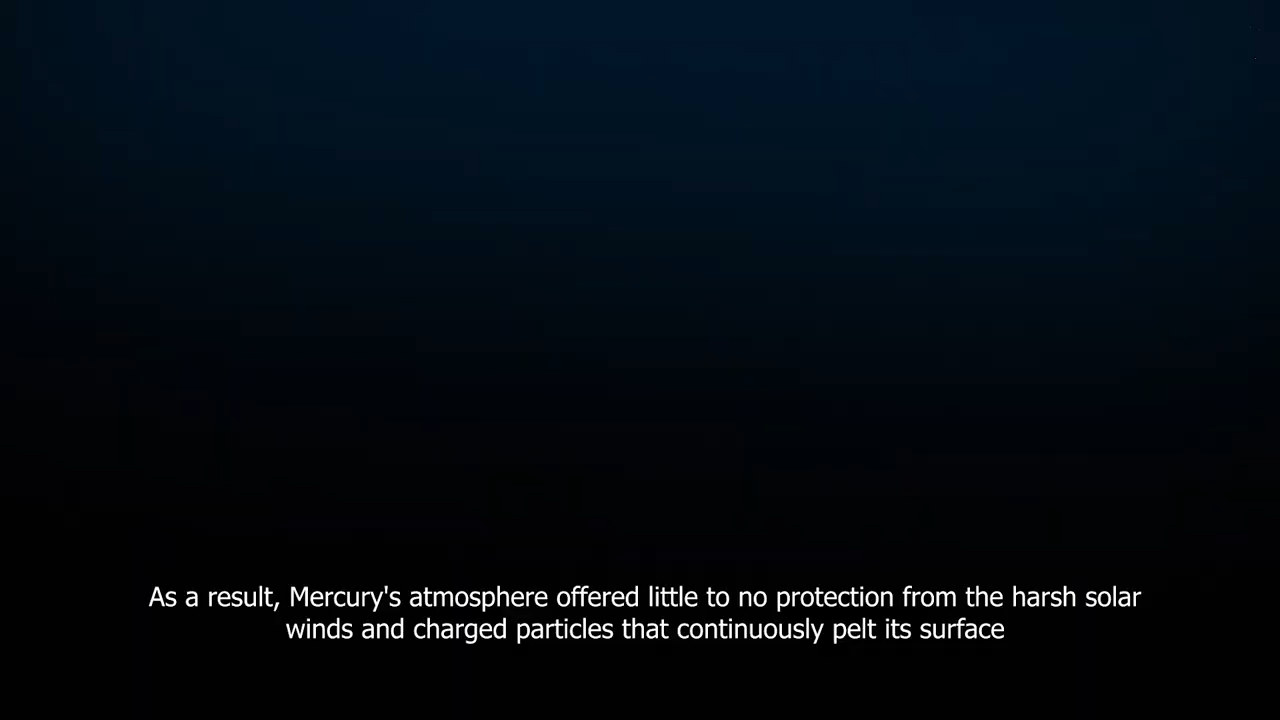 As a result, Mercury's atmosphere offered little to no protection from the harsh solar
winds and charged particles that continuously pelt its surface